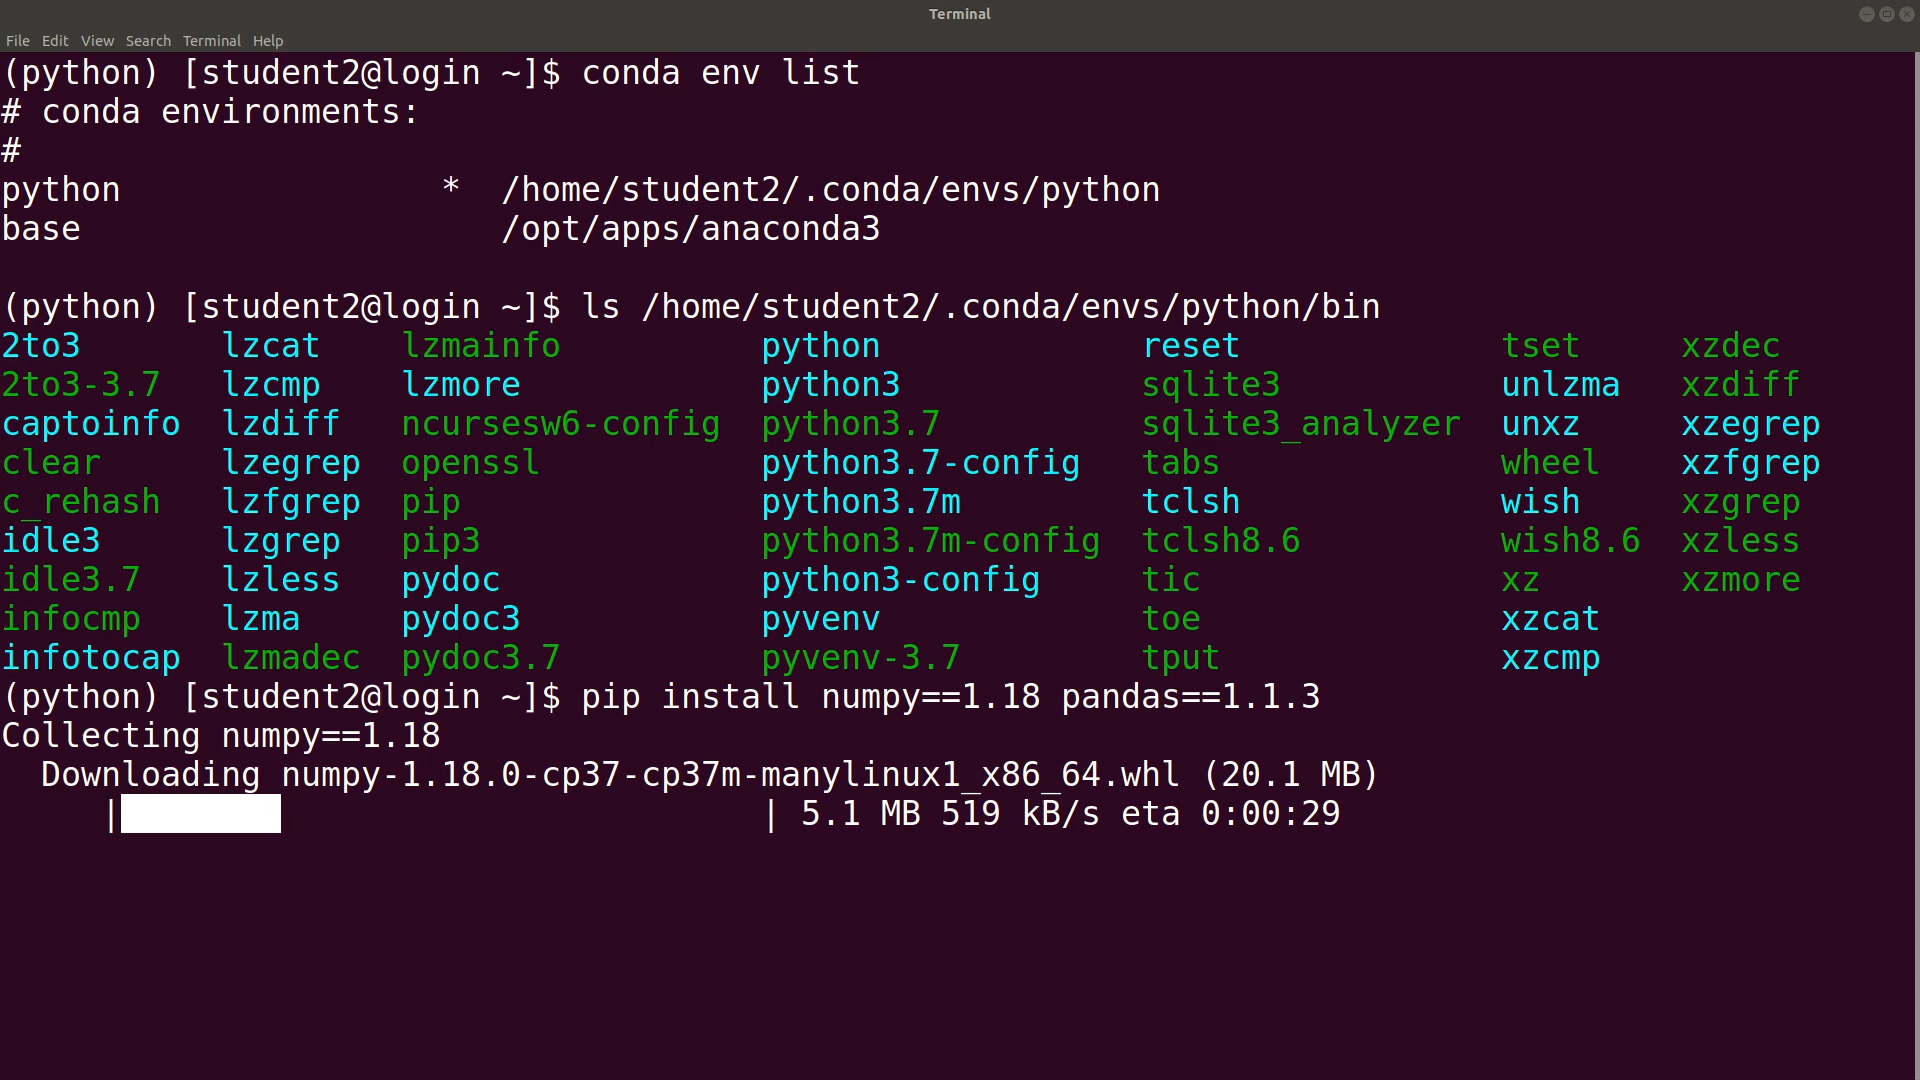 Terminal
File Edit View Search Terminal Help
(python) [student2@login ~]$ conda env list
# conda environments:
#
python                *  /home/student2/.conda/envs/python
base                     /opt/apps/anaconda3
(python) [student2@login ~]$ ls /home/student2/.conda/envs/python/bin
2to3       lzcat    lzmainfo          python             reset             tset     xzdec
2to3-3.7   lzcmp    lzmore            python3            sqlite3           unlzma   xzdiff
captoinfo  lzdiff   ncursesw6-config  python3.7          sqlite3_analyzer  unxz     xzegrep
clear      lzegrep  openssl           python3.7-config   tabs              wheel    xzfgrep
c_rehash   lzfgrep  pip               python3.7m         tclsh             wish     xzgrep
idle3      lzgrep   pip3              python3.7m-config  tclsh8.6          wish8.6  xzless
idle3.7    lzless   pydoc             python3-config     tic               xz       xzmore
infocmp    lzma     pydoc3            pyvenv             toe               xzcat
infotocap  lzmadec  pydoc3.7          pyvenv-3.7         tput              xzcmp
(python) [student2@login ~]$ pip install numpy==1.18 pandas==1.1.3
Collecting numpy==1.18
  Downloading numpy-1.18.0-cp37-cp37m-manylinux1_x86_64.whl (20.1 MB)
     |████████                        | 5.1 MB 519 kB/s eta 0:00:29